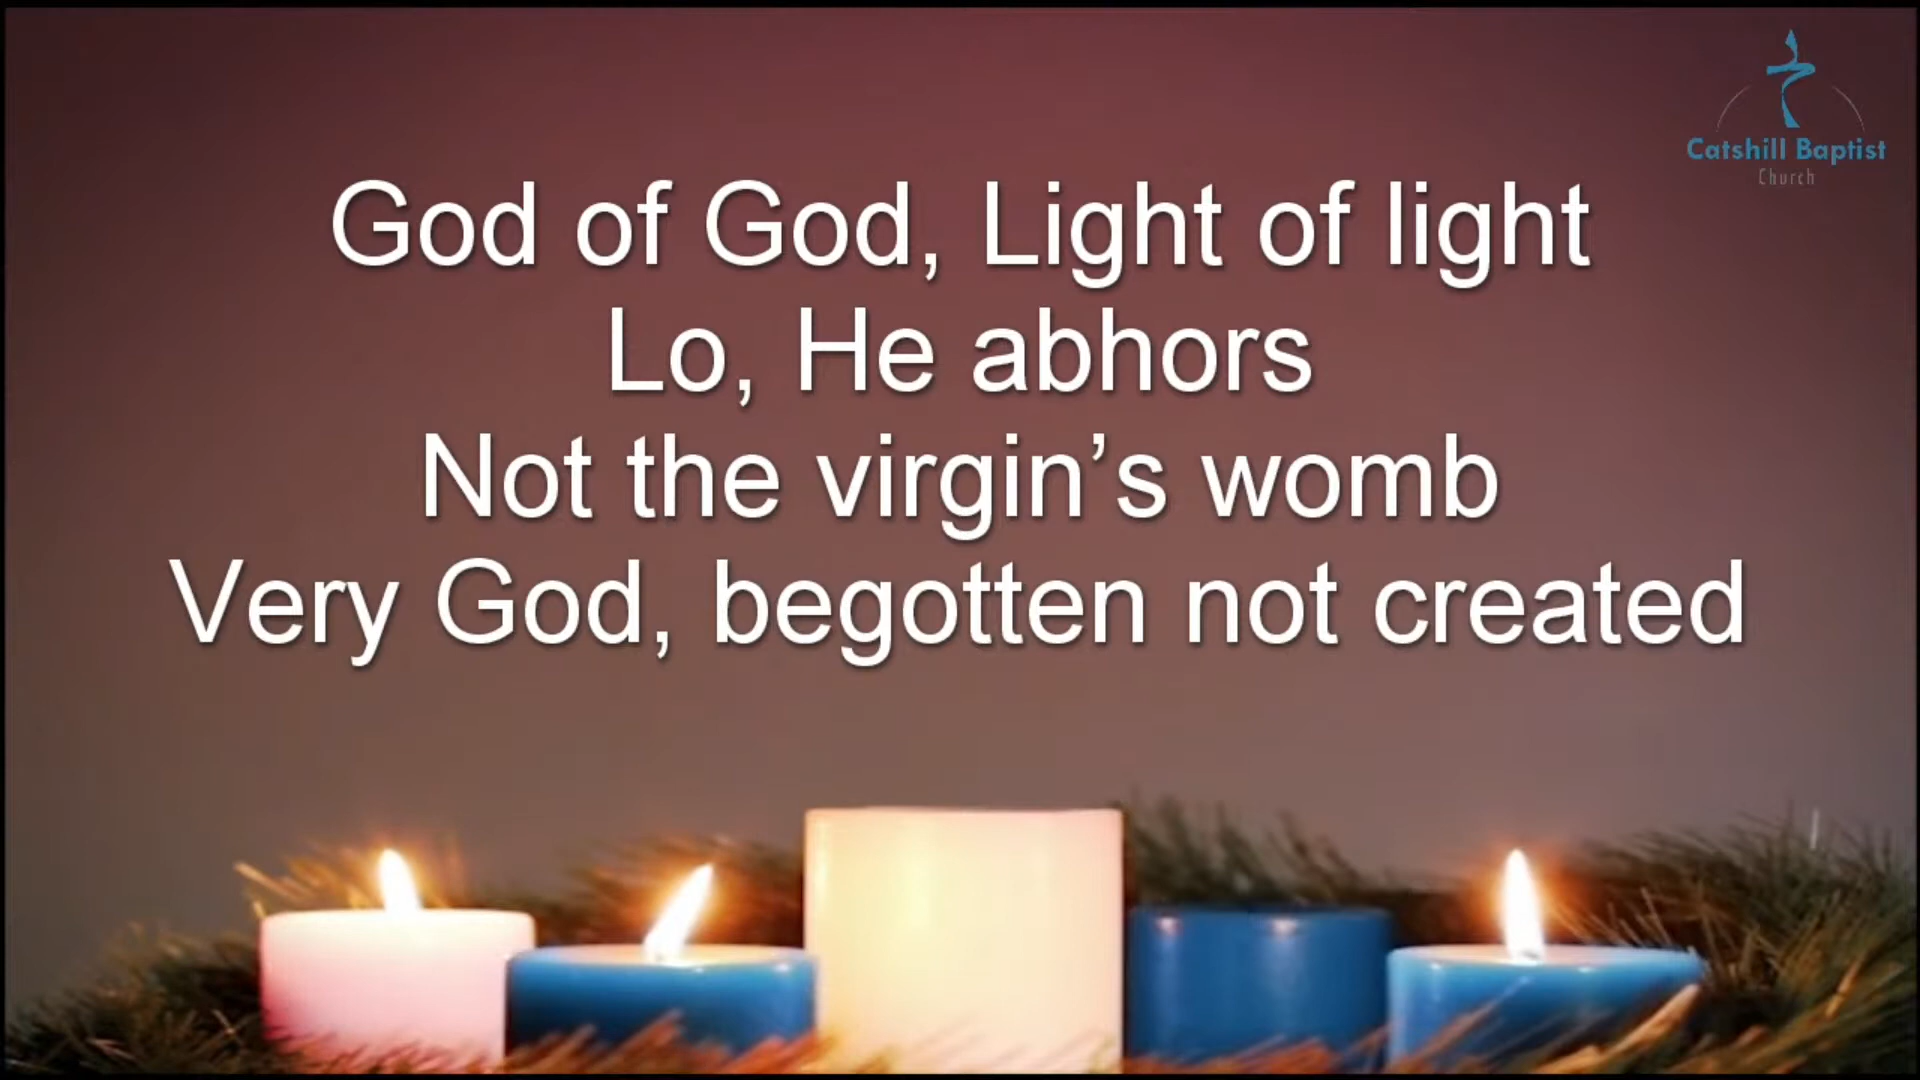 Catshill Baptist
Church
God of God, Light of light
Lo, He abhors
Not the virgin’s womb
Very God, begotten not created